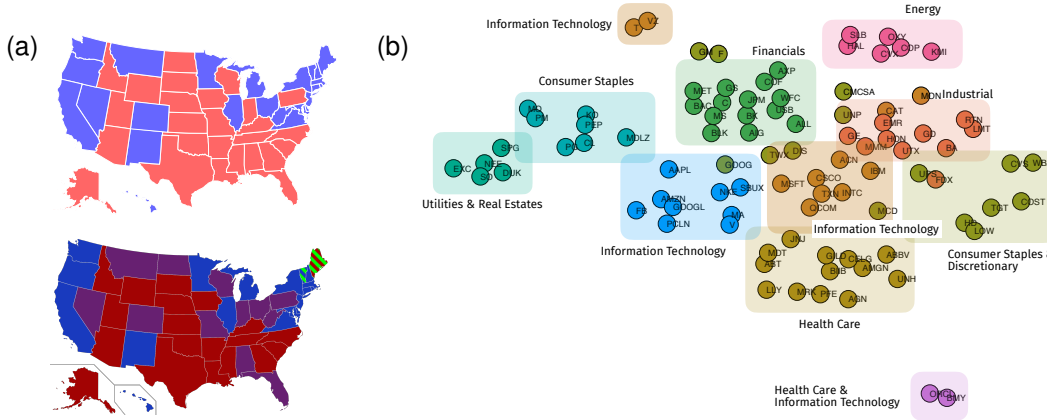 (a)
(b)
Information Technology
T
VZ
Energy
SLB
OXY
HAL
CVX
COP
KMI
GM
F
Financials
AXP
COF
MET
GS
BAC
C
JPM
WFC
USB
MS
BK
ALL
BLK
AIG
Consumer Staples
MO
PM
KO
PEP
MDLZ
PG
CL
SPG
EXC
NEE
SO
DUK
Utilities & Real Estates
CMCSA
MON
Industrial
UNP
CAT
EMR
RTN
LMT
GE
HON
GD
MMM
UTX
BA
TWX
DIS
ACN
IBM
MSFT
CSCO
TXN
INTC
QCOM
MCD
Information Technology
AAPL
GOOG
AMZN
NKE
SBUX
FB
GOOGL
MA
PCLN
V
Information Technology
CVS
WB
UPS
FDX
COST
TGT
HD
LOW
Consumer Staples
Discretionary
JNJ
MDT
ABT
GILD
CELG
ABBV
BIIB
AMGN
UNH
LLY
MRK
PFE
AGN
Health Care
Health Care &
Information Technology
ORCL
BMY